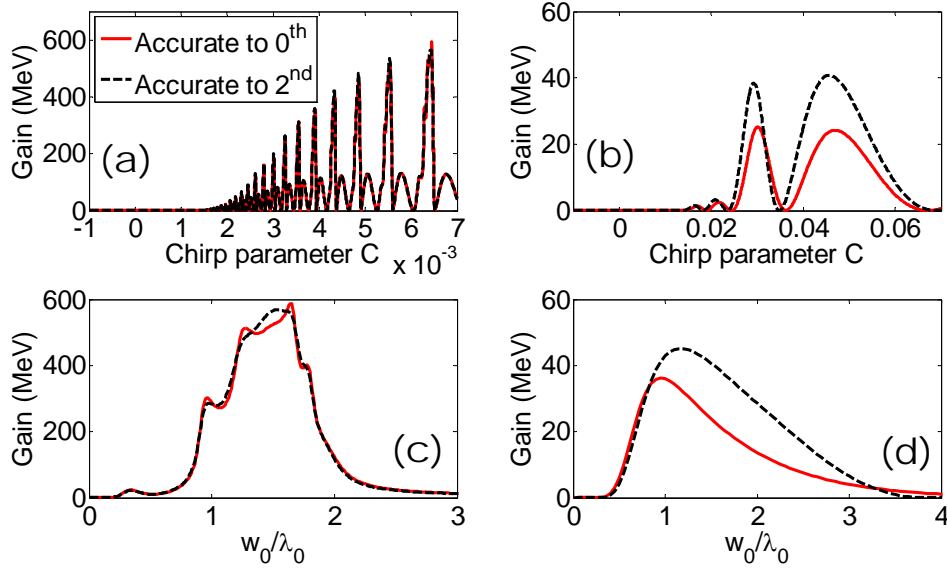 Accurate to 0th
Accurate to 2nd
(a)
Gain (MeV)
600
400
200
0
-1 0 1 2 3 4 5 6 7
Chirp parameter C
x 10-3
(b)
Gain (MeV)
60
40
20
0
0 0.02 0.04 0.06
Chirp parameter C
(c)
Gain (MeV)
600
400
200
0
0 1 2 3
w0/λ0
(d)
Gain (MeV)
60
40
20
0
0 1 2 3 4
w0/λ0